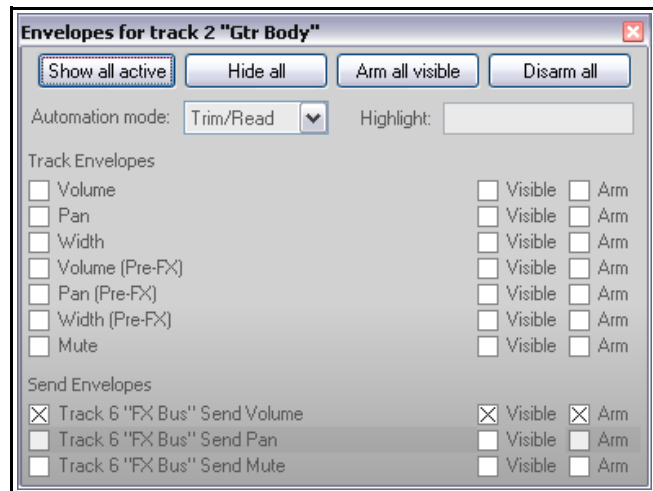 Envelopes for track 2 "Gtr Body"
Show all active Hide all Arm all visible Disarm all
Automation mode: Trim/Read Highlight:
Track Envelopes
Volume Visible Arm
Pan Visible Arm
Width Visible Arm
Volume (Pre-FX) Visible Arm
Pan (Pre-FX) Visible Arm
Width (Pre-FX) Visible Arm
Mute Visible Arm
Send Envelopes
Track 6 "FX Bus" Send Volume Visible Arm
Track 6 "FX Bus" Send Pan Visible Arm
Track 6 "FX Bus" Send Mute Visible Arm